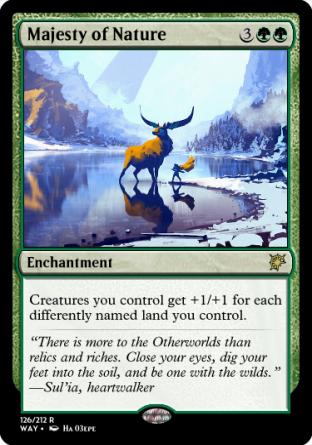 Majesty of Nature 3
Enchantment
Creatures you control get +1/+1 for each
differently named land you control.
“There is more to the Otherworlds than
relics and riches. Close your eyes, dig your
feet into the soil, and be one with the wilds.”
—Sul’ia, heartwalker
126/212 R
WAY • Ha 03EPE